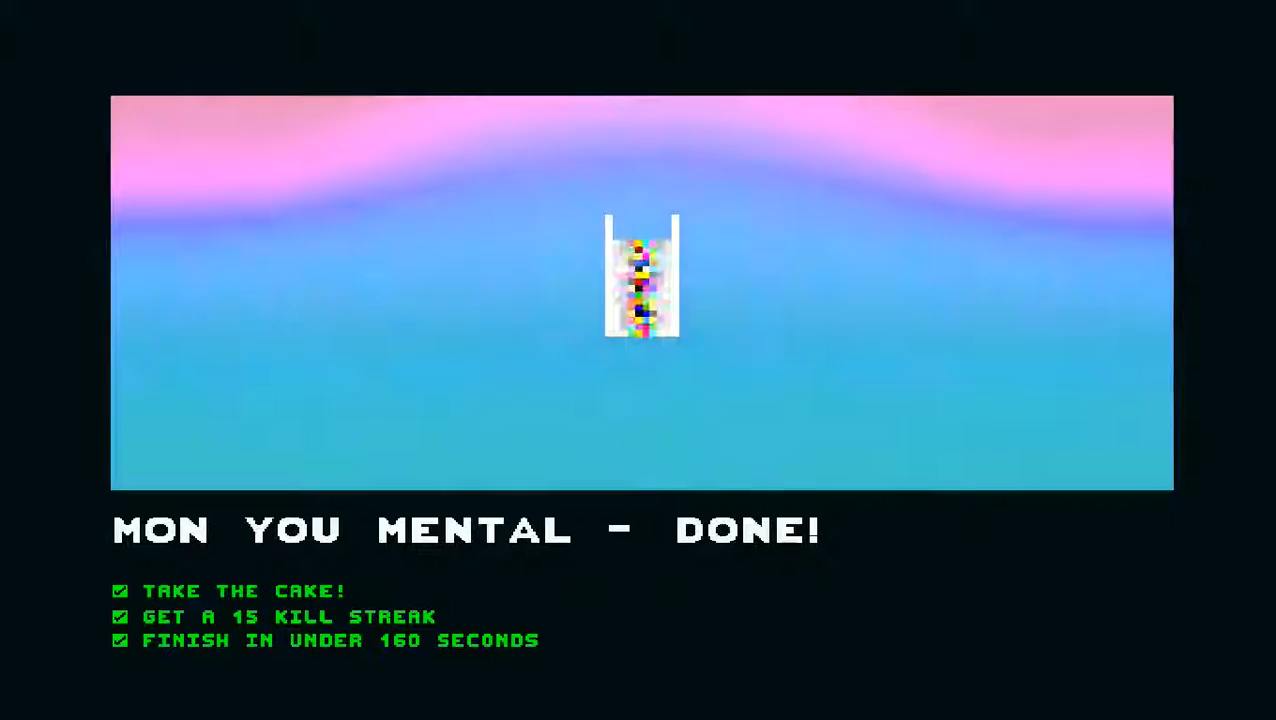 MON YOU MENTAL - DONE!
TAKE THE CAKE!
GET A 15 KILL STREAK
FINISH IN UNDER 160 SECONDS